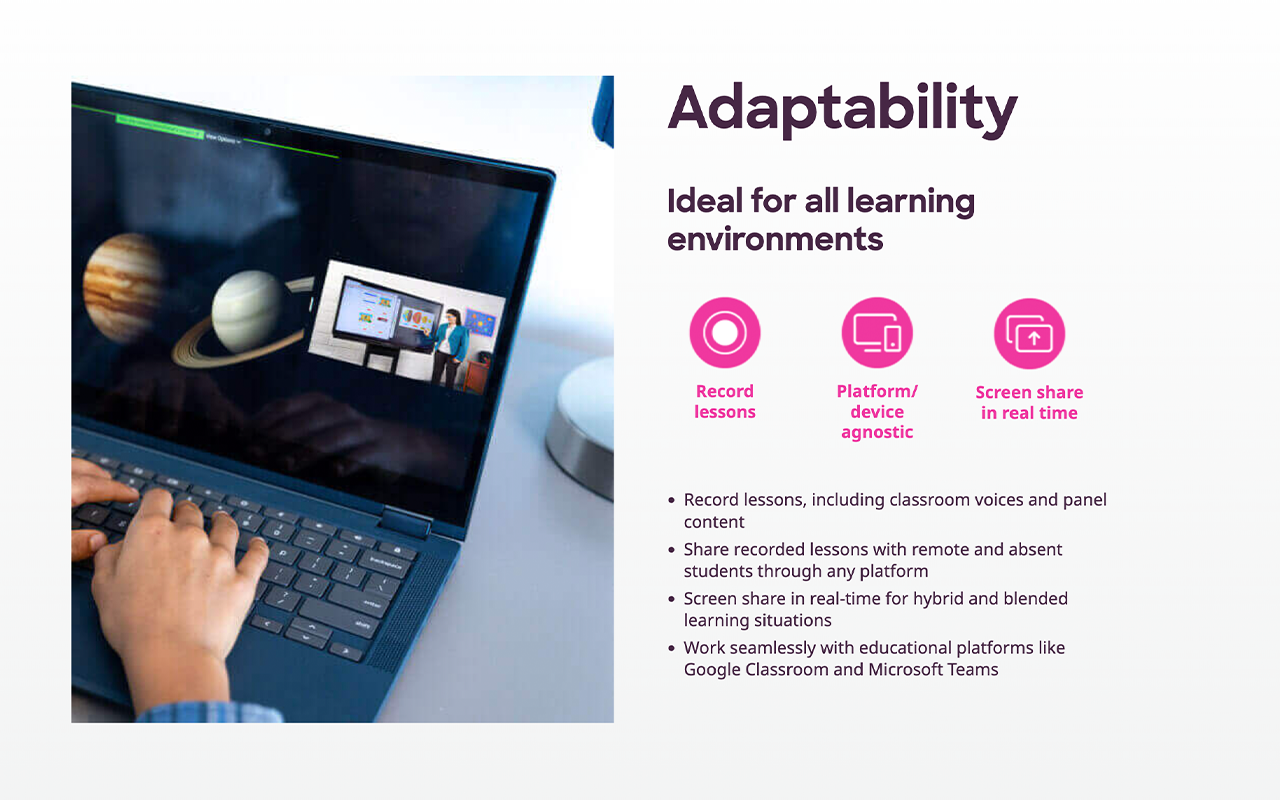 Adaptability
Ideal for all learning
environments
Record
lessons
Platform/
device
agnostic
Screen share
in real time
• Record lessons, including classroom voices and panel
content
• Share recorded lessons with remote and absent
students through any platform
• Screen share in real-time for hybrid and blended
learning situations
• Work seamlessly with educational platforms like
Google Classroom and Microsoft Teams
View Options
backspace
enter
shift